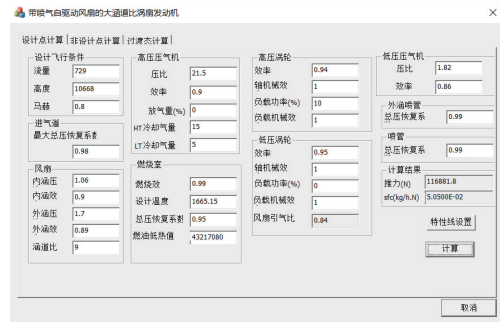 带喷气自驱动风扇的大涵道比涡扇发动机
设计点计算 非设计点计算 过渡态计算
设计飞行条件
流量 729
高度 10668
马赫 0.8
进气道
最大总压恢复系数
0.98
风扇
内涵压 1.06
内涵效 0.9
外涵压 1.7
外涵效 0.89
涵道比 9
高压压气机
压比 21.5
效率 0.9
放气量(%) 0
HT冷却气量 15
LT冷却气量 5
燃烧室
燃烧效 0.99
设计温度 1665.15
总压恢复系数 0.95
燃油低热值 43217080
高压涡轮
效率 0.94
轴机械效 1
负载功率(%) 10
负载机械效 1
低压涡轮
效率 0.95
轴机械效 1
负载功率(%) 0
负载机械效 1
风扇引气比 0.84
低压压气机
压比 1.82
效率 0.86
外涵喷管
总压恢复系 0.99
喷管
总压恢复系 0.99
计算结果
推力(N) 116881.8
sfc(kg/h.N) 5.0500E-02
特性线设置
计算
取消